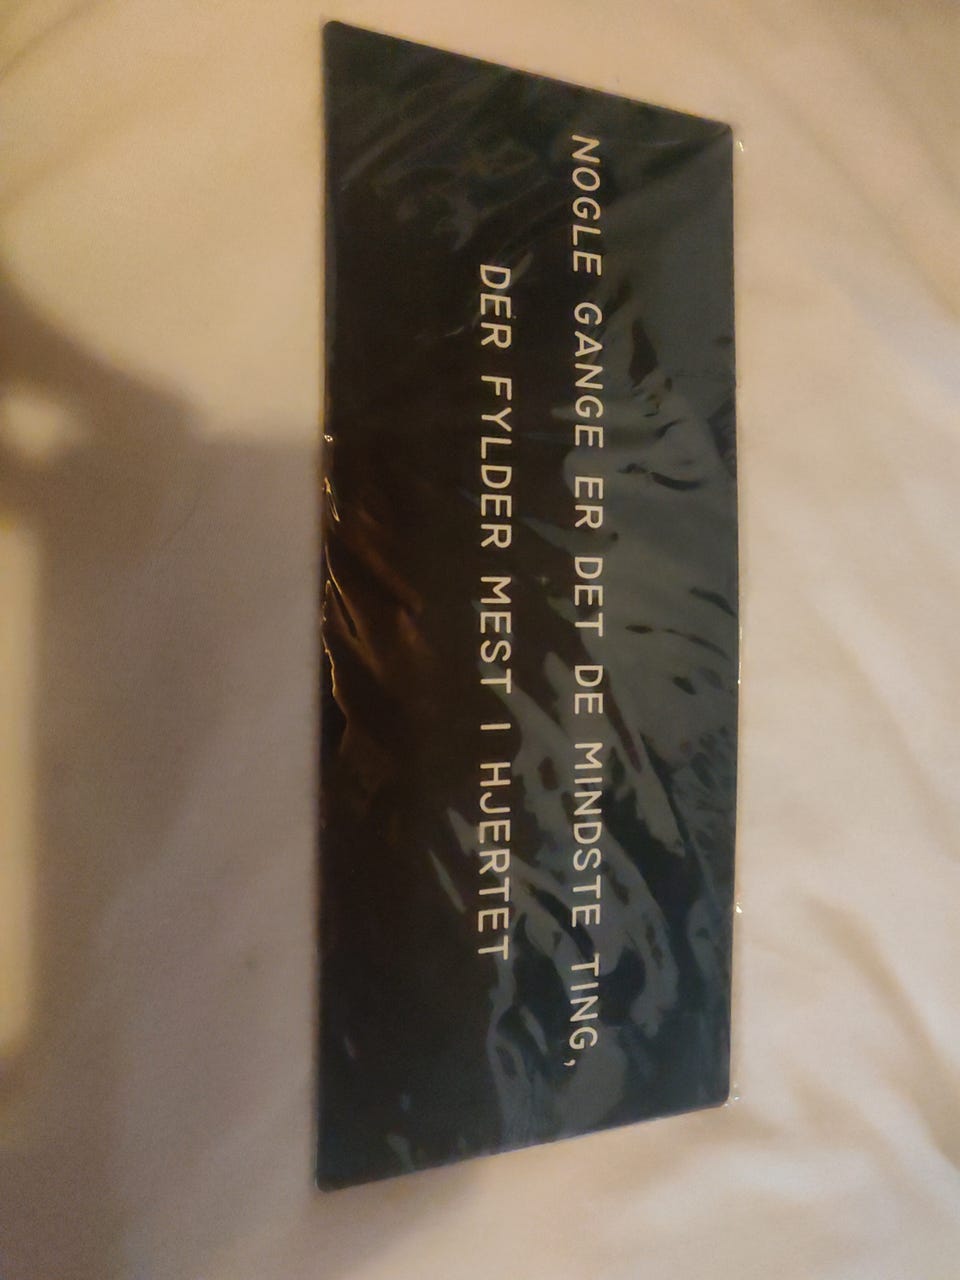 NOGLE GANGE ER DET DE MINDSTE TING,
DER FYLDER MEST I HJERTET